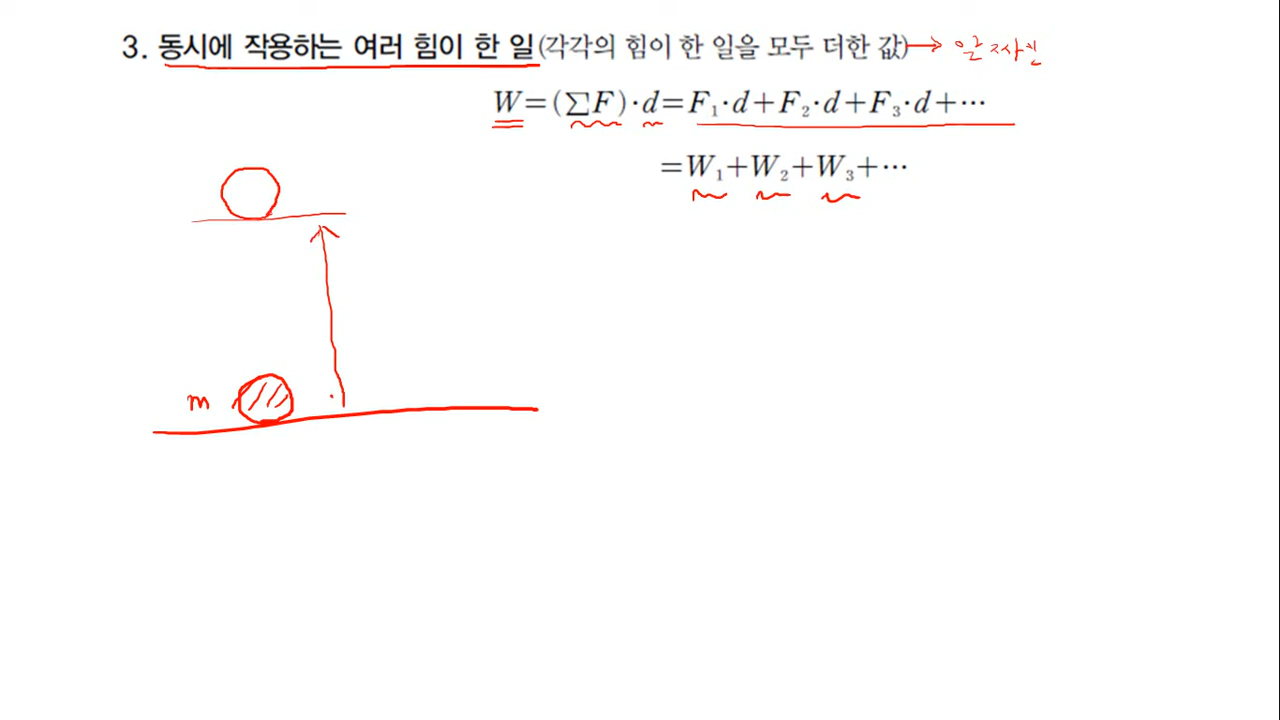 3. 동시에 작용하는 여러 힘이 한 일(각각의 힘이 한 일을 모두 더한 값)→ 알짜힘
W=(∑F)·d=F₁·d+F₂·d+F₃·d+⋯
=W₁+W₂+W₃+⋯
m